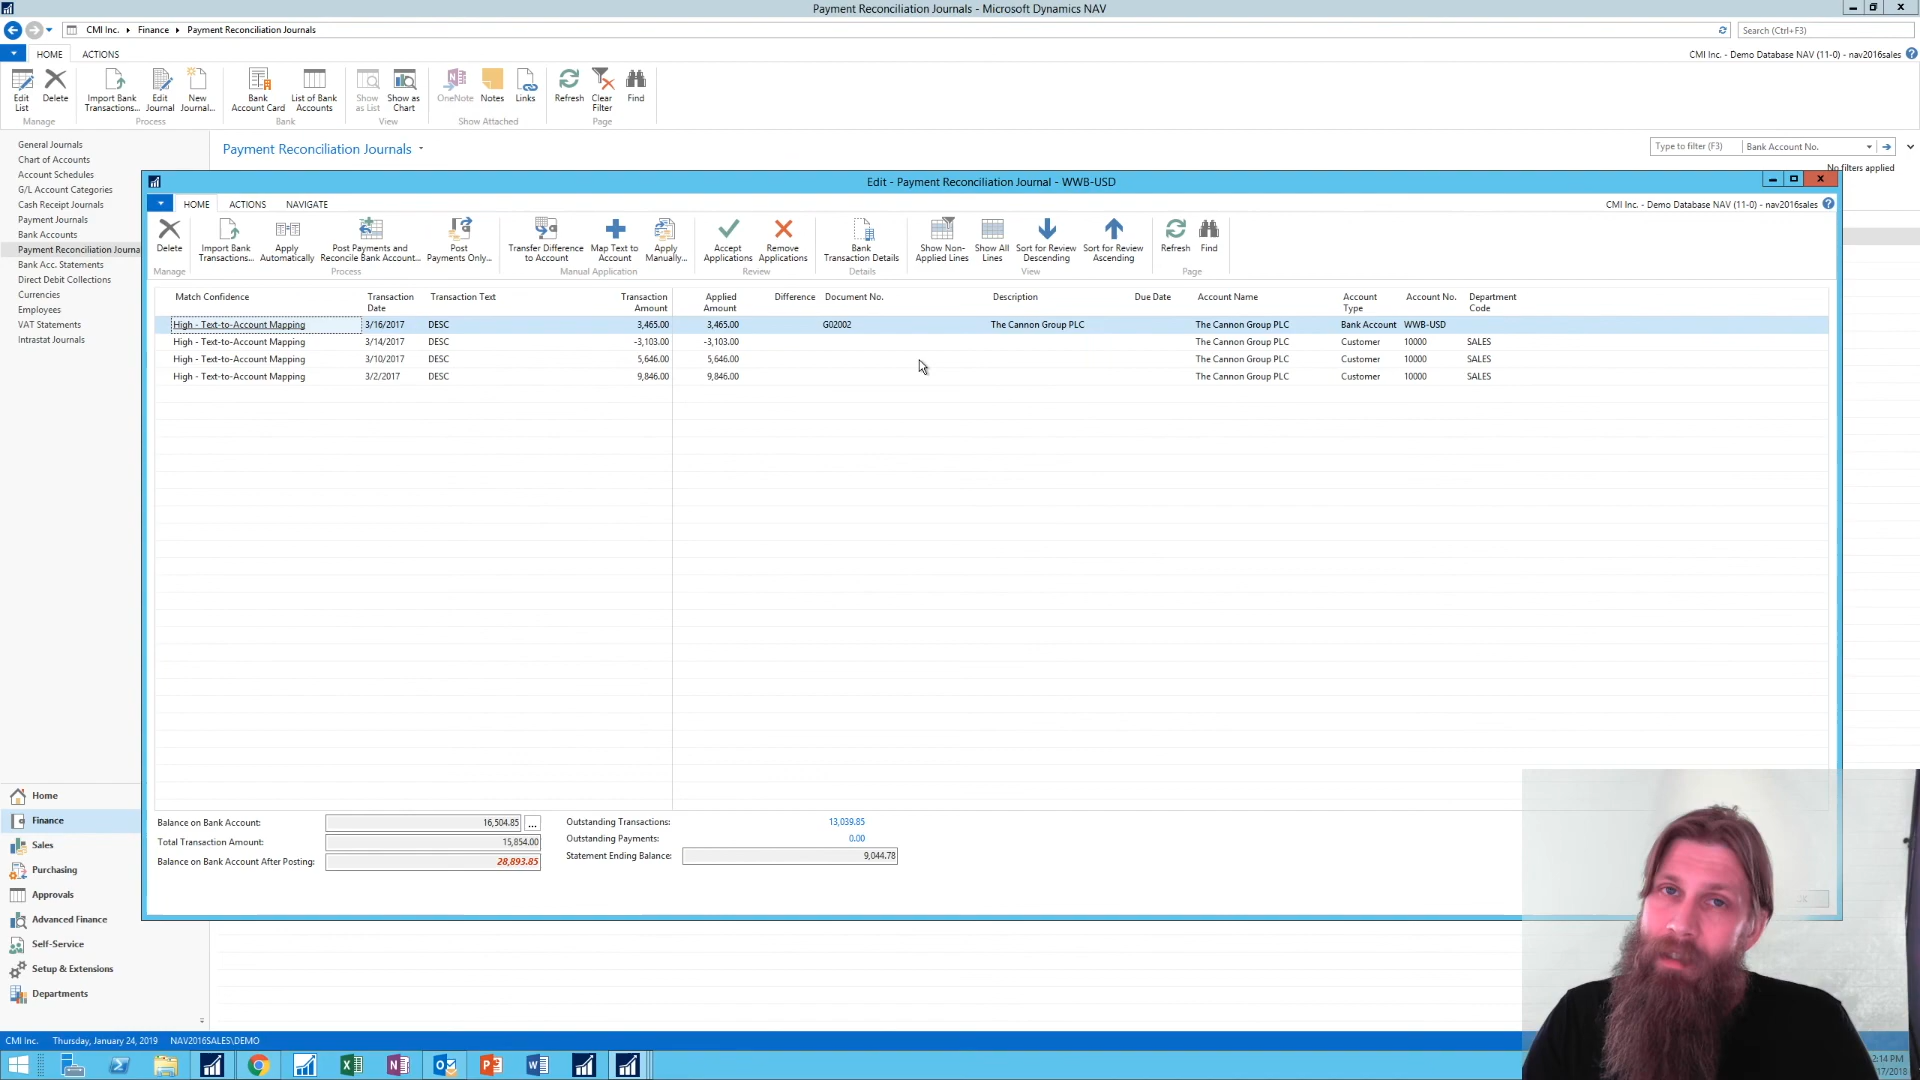 Payment Reconciliation Journals - Microsoft Dynamics NAV
CMI Inc. Finance Payment Reconciliation Journals
Search (Ctrl+F3)
HOME ACTIONS
CMI Inc. - Demo Database NAV (11-0) - nav2016sales
Edit List
Delete
Import Bank Transactions...
Edit Journal
New Journal...
Bank Account Card
List of Bank Accounts
Show as List
Show as Chart
OneNote
Notes
Links
Refresh
Clear Filter
Find
Manage Process Bank View Show Attached Page
General Journals
Chart of Accounts
Account Schedules
G/L Account Categories
Cash Receipt Journals
Payment Journals
Bank Accounts
Payment Reconciliation Journa
Bank Acc. Statements
Direct Debit Collections
Currencies
Employees
VAT Statements
Intrastat Journals
Payment Reconciliation Journals
Type to filter (F3) Bank Account No.
No filters applied
Edit - Payment Reconciliation Journal - WWB-USD
HOME ACTIONS NAVIGATE
CMI Inc. - Demo Database NAV (11-0) - nav2016sales
Delete
Import Bank Transactions...
Apply Automatically
Post Payments and Reconcile Bank Account...
Post Payments Only...
Transfer Difference to Account
Map Text to Account
Apply Manually...
Accept Applications
Remove Applications
Bank Transaction Details
Show Non-Applied Lines
Show All Lines
Sort for Review Descending
Sort for Review Ascending
Refresh
Find
Manage Process Manual Application Review Details View Page
Match Confidence Transaction Date Transaction Text Transaction Amount Applied Amount Difference Document No. Description Due Date Account Name Account Type Account No. Department Code
High - Text-to-Account Mapping 3/16/2017 DESC 3,465.00 3,465.00 G02002 The Cannon Group PLC The Cannon Group PLC Bank Account WWB-USD
High - Text-to-Account Mapping 3/14/2017 DESC -3,103.00 -3,103.00 The Cannon Group PLC Customer 10000 SALES
High - Text-to-Account Mapping 3/10/2017 DESC 5,646.00 5,646.00 The Cannon Group PLC Customer 10000 SALES
High - Text-to-Account Mapping 3/2/2017 DESC 9,846.00 9,846.00 The Cannon Group PLC Customer 10000 SALES
Balance on Bank Account: 16,504.85 ...
Total Transaction Amount: 15,854.00
Balance on Bank Account After Posting: 28,893.85
Outstanding Transactions: 13,039.85
Outstanding Payments: 0.00
Statement Ending Balance: 9,044.78
Home
Finance
Sales
Purchasing
Approvals
Advanced Finance
Self-Service
Setup & Extensions
Departments
CMI Inc. Thursday, January 24, 2019 NAV2016SALES\DEMO
2:14 PM
17/2018